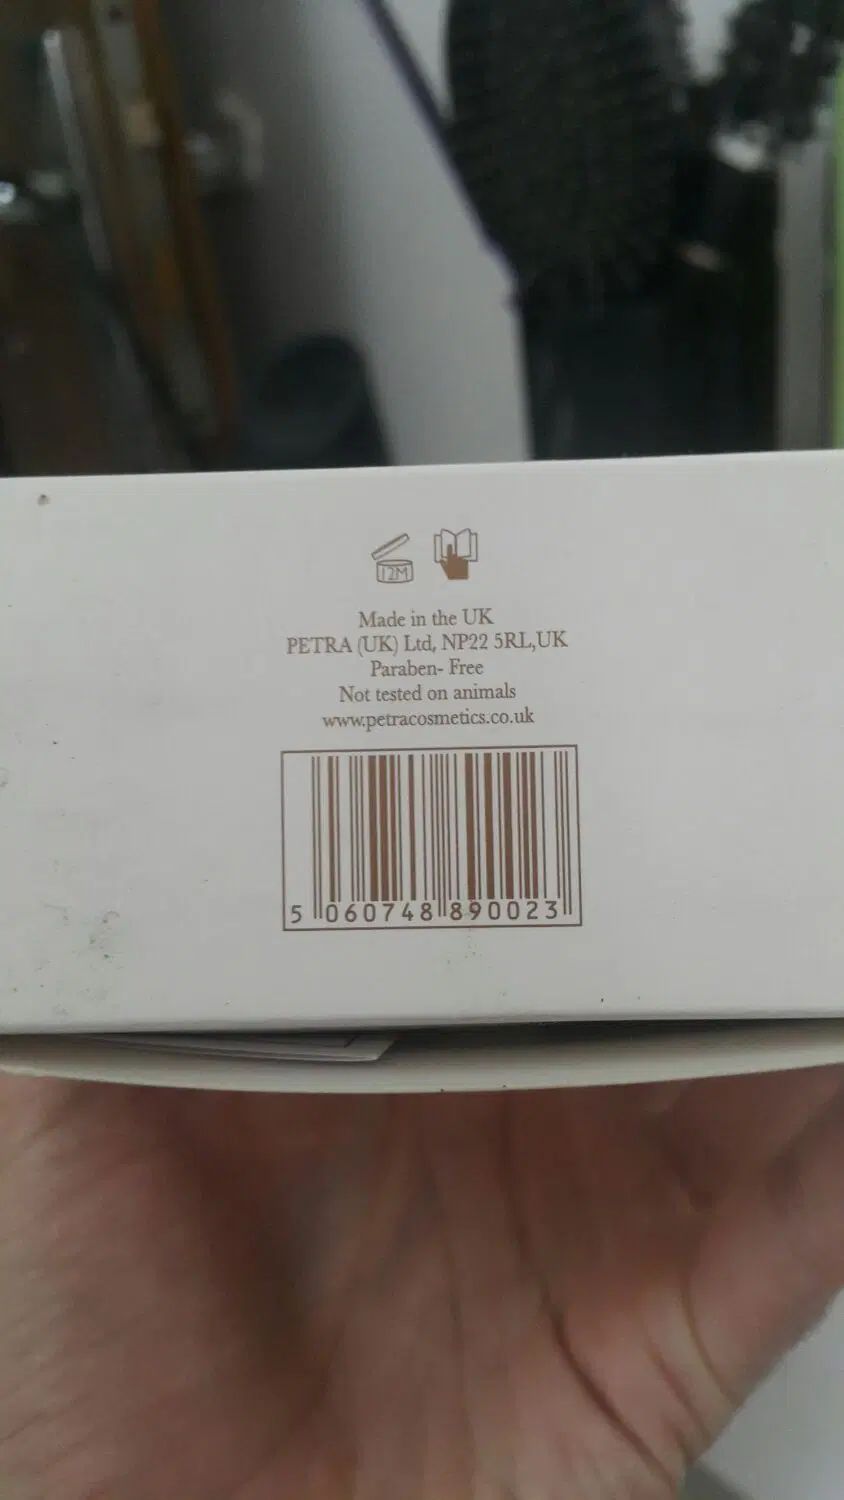 12M
Made in the UK
PETRA (UK) Ltd, NP22 5RL,UK
Paraben- Free
Not tested on animals
www.petracosmetics.co.uk
5 060748 890023